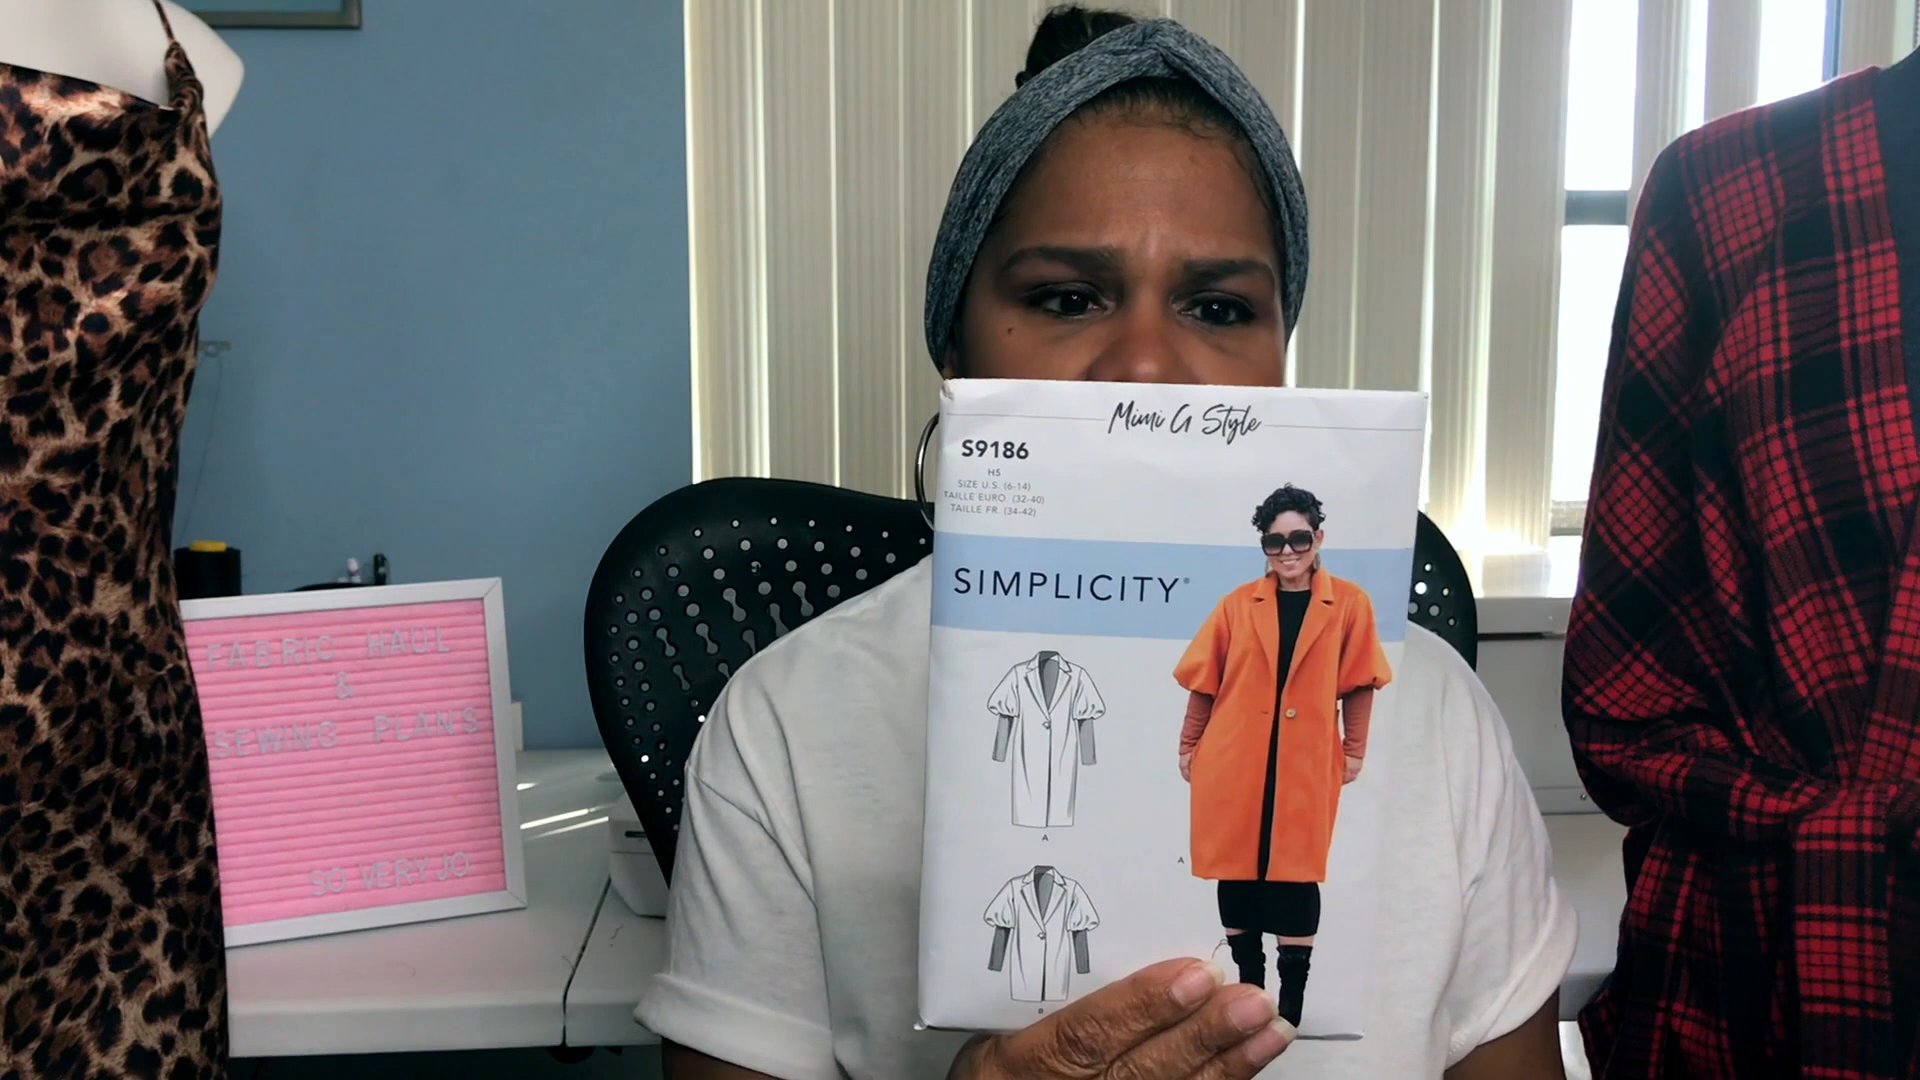 FABRIC HAUL
&
SEWING PLANS
SO VERY JO
Mimi G Style
S9186
H5
SIZE U.S. (6-14)
TAILLE EURO. (32-40)
TAILLE FR. (34-42)
SIMPLICITY®
A
A
B